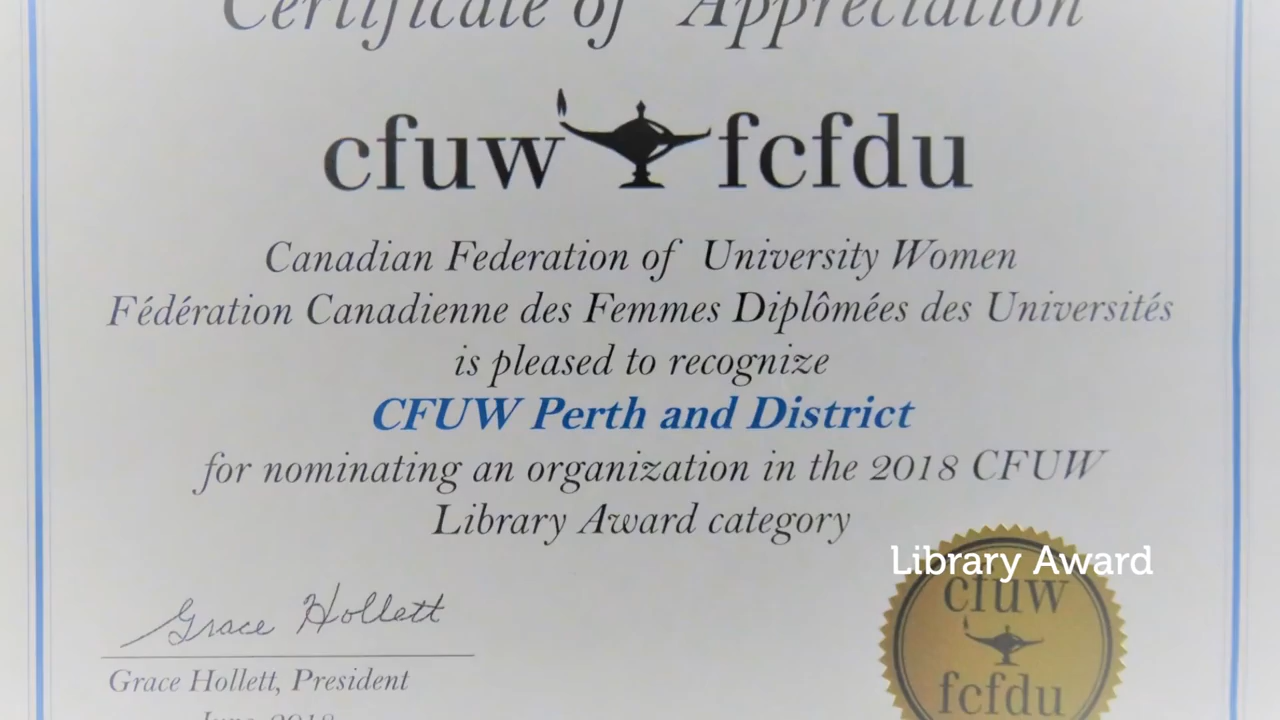 Certificate of Appreciation
cfuw fcfdu
Canadian Federation of University Women
Fédération Canadienne des Femmes Diplômées des Universités
is pleased to recognize
CFUW Perth and District
for nominating an organization in the 2018 CFUW
Library Award category
Library Award
cfuw
fcfdu
Grace Hollett
Grace Hollett, President
June, 2018